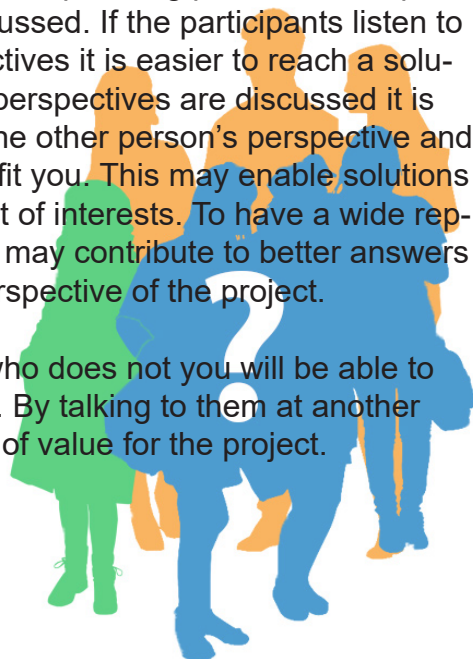 cussed. If the participants listen to
ctives it is easier to reach a solu-
perspectives are discussed it is
he other person’s perspective and
fit you. This may enable solutions
t of interests. To have a wide rep-
may contribute to better answers
rspective of the project.
who does not you will be able to
. By talking to them at another
of value for the project.
?